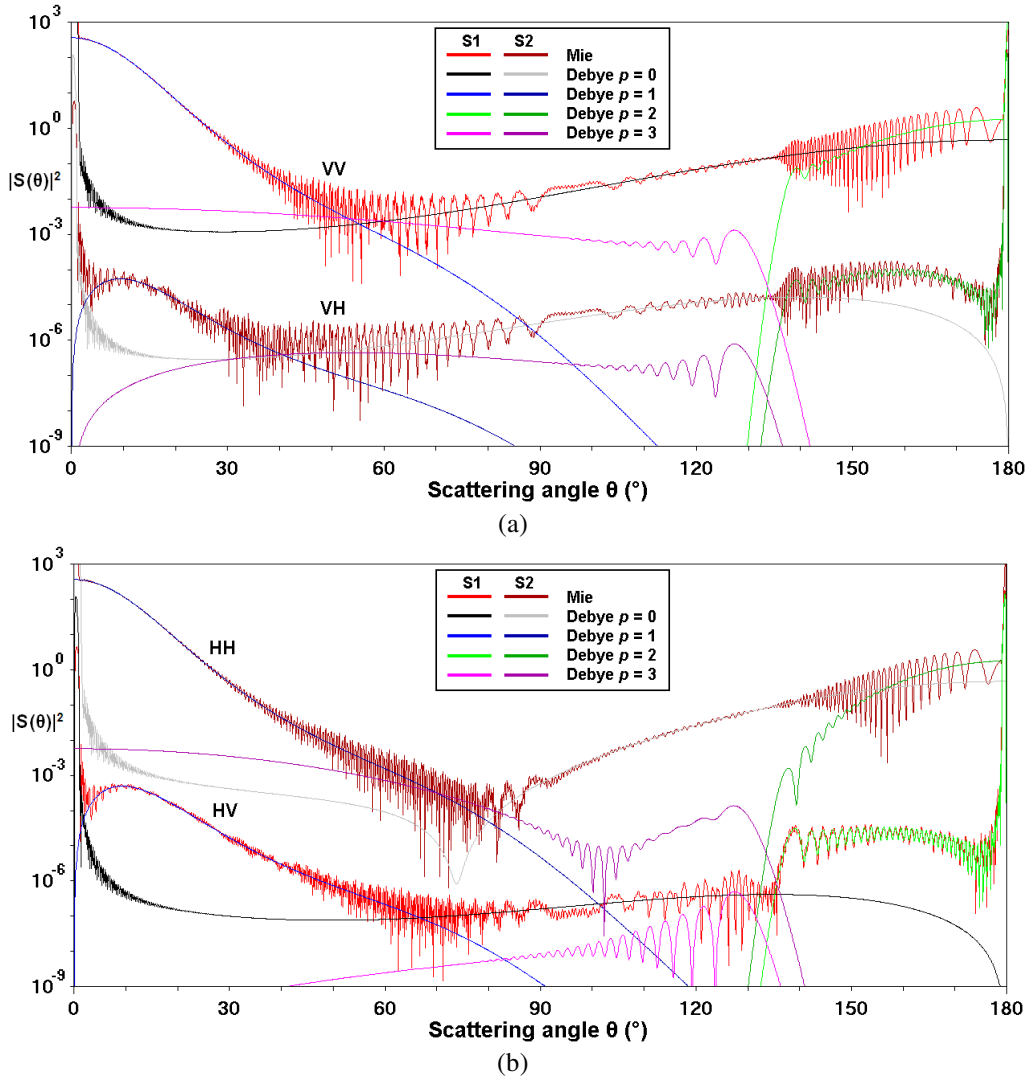 10^3
10^0
|S(θ)|^2
10^-3
10^-6
10^-9
S1 S2
Mie
Debye p = 0
Debye p = 1
Debye p = 2
Debye p = 3
VV
VH
0 30 60 90 120 150 180
Scattering angle θ (°)
(a)
10^3
10^0
|S(θ)|^2
10^-3
10^-6
10^-9
S1 S2
Mie
Debye p = 0
Debye p = 1
Debye p = 2
Debye p = 3
HH
HV
0 30 60 90 120 150 180
Scattering angle θ (°)
(b)